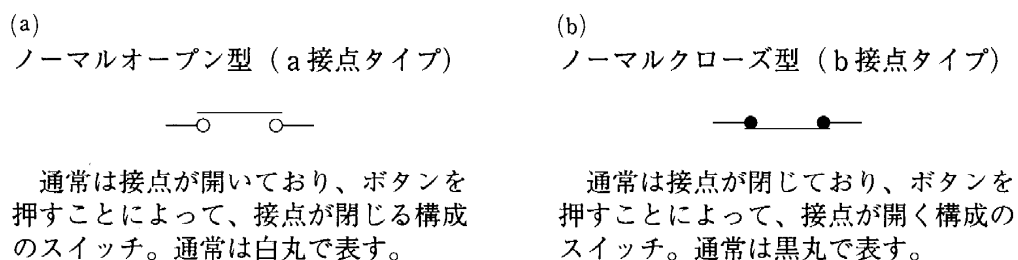 (a)
ノーマルオープン型（a接点タイプ）
通常は接点が開いており、ボタンを
押すことによって、接点が閉じる構成
のスイッチ。通常は白丸で表す。
(b)
ノーマルクローズ型（b接点タイプ）
通常は接点が閉じており、ボタンを
押すことによって、接点が開く構成の
スイッチ。通常は黒丸で表す。